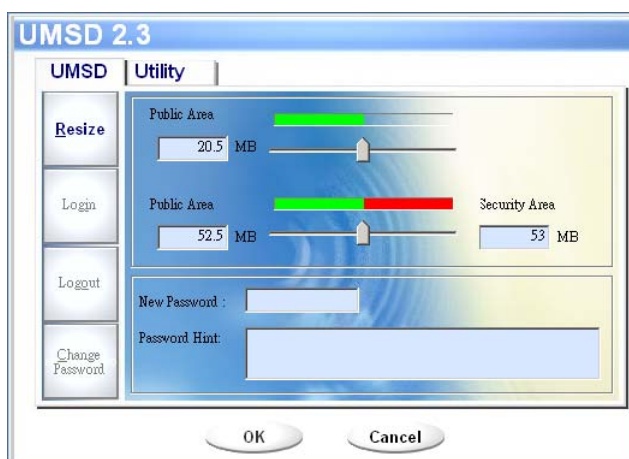 UMSD 2.3
UMSD Utility
Resize
Login
Logout
Change
Password
Public Area
20.5 MB
Public Area Security Area
52.5 MB 53 MB
New Password :
Password Hint:
OK Cancel